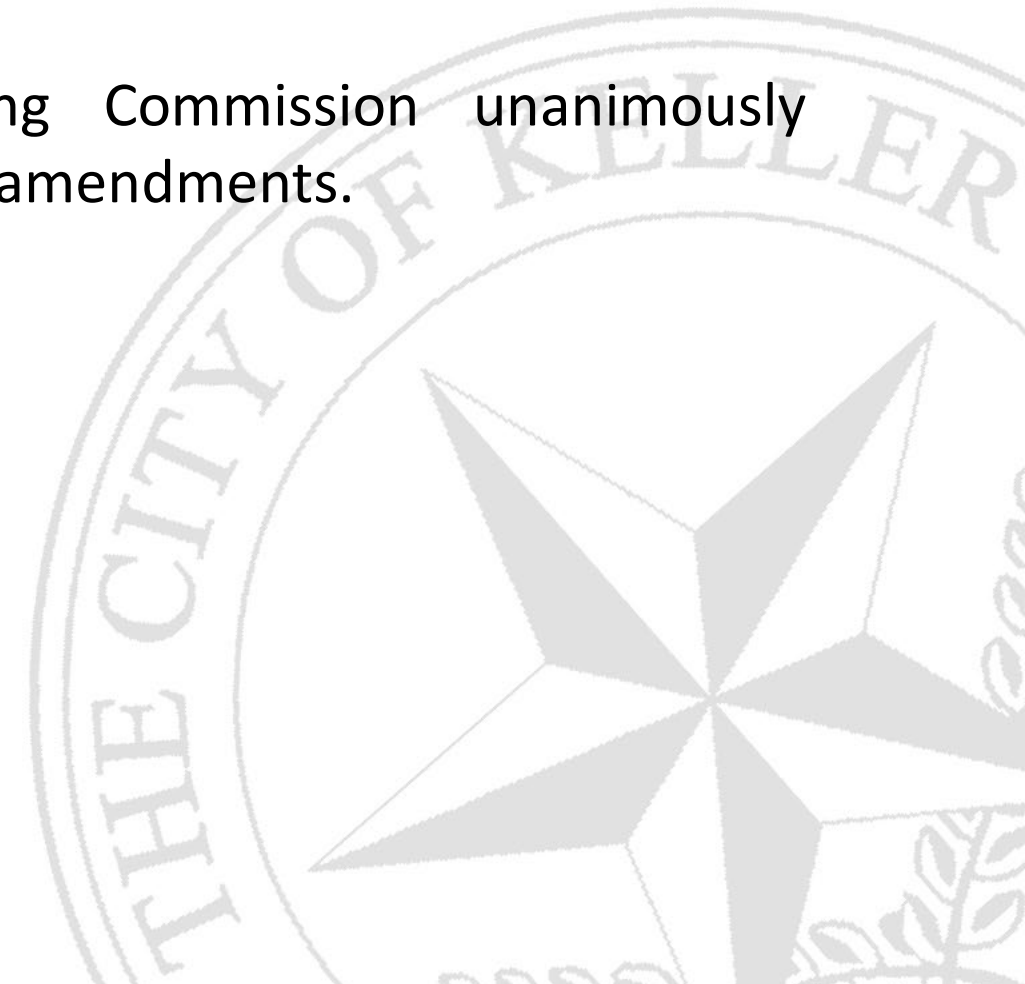 ng Commission unanimously
amendments.
THE CITY OF KELLER